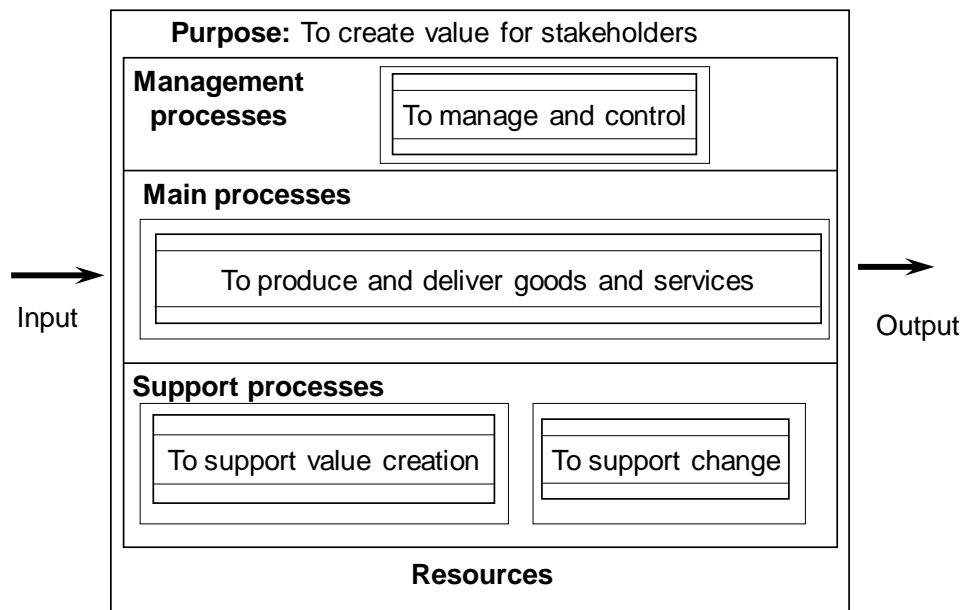 Purpose: To create value for stakeholders
Management
processes
To manage and control
Main processes
To produce and deliver goods and services
Input
Output
Support processes
To support value creation
To support change
Resources